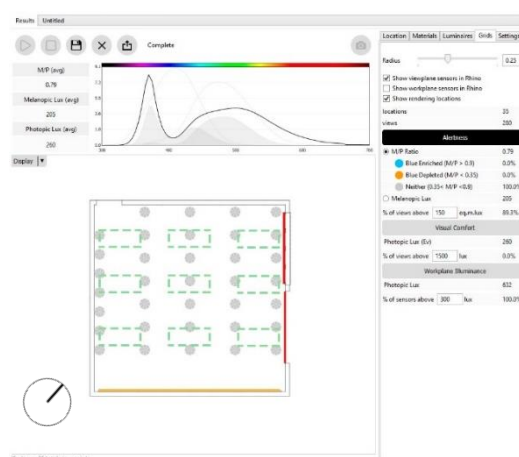 Results Untitled
Complete
M/P (avg)
0.79
Melanopic Lux (avg)
205
Photopic Lux (avg)
260
Display
Location Materials Luminaires Grids Settings
Radius 0.25
Show viewplane sensors in Rhino
Show workplane sensors in Rhino
Show rendering locations
locations 35
views 280
Alertness
M/P Ratio 0.79
Blue Enriched (M/P > 0.9) 0.0%
Blue Depleted (M/P < 0.35) 0.0%
Neither (0.35< M/P <0.9) 100.0%
Melanopic Lux 205
% of views above 150 eq.m.lux 89.3%
Visual Comfort
Photopic Lux (Ev) 260
% of views above 1500 lux 0.0%
Workplane Illuminance
Photopic Lux 832
% of sensors above 300 lux 100.0%